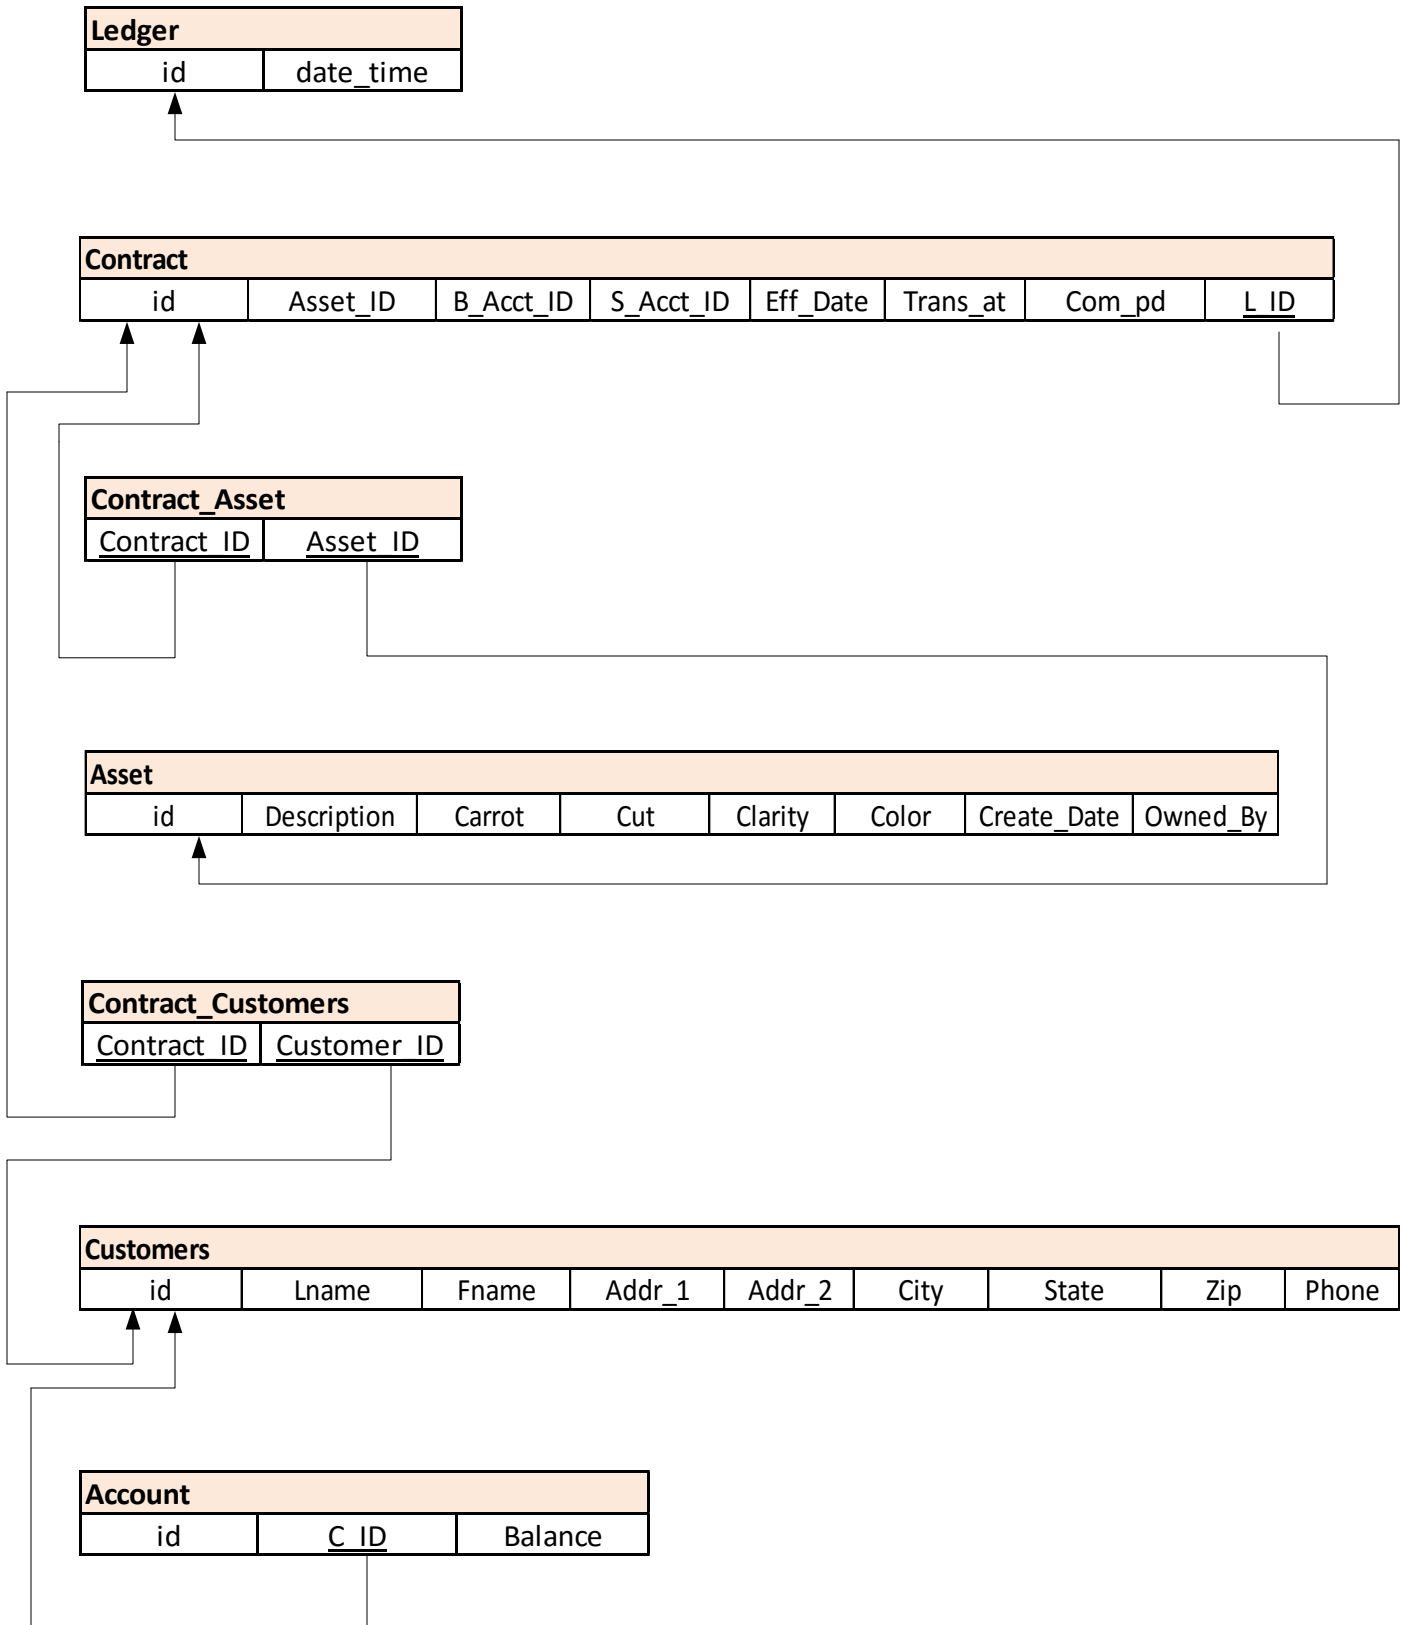 Ledger
id date_time
Contract
id Asset_ID B_Acct_ID S_Acct_ID Eff_Date Trans_at Com_pd L_ID
Contract_Asset
Contract_ID Asset_ID
Asset
id Description Carrot Cut Clarity Color Create_Date Owned_By
Contract_Customers
Contract_ID Customer_ID
Customers
id Lname Fname Addr_1 Addr_2 City State Zip Phone
Account
id C_ID Balance